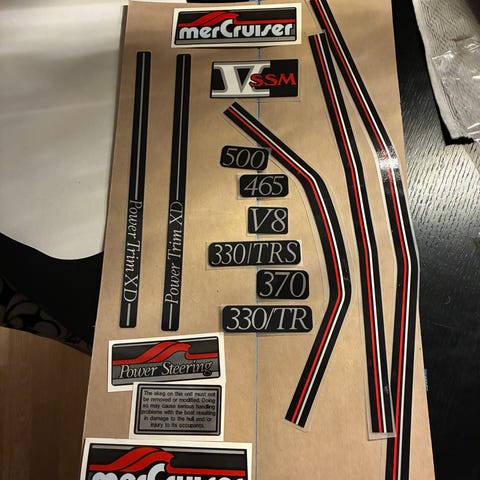 merCruiser
V SSM
500
465
V8
330/TRS
370
330/TR
Power Trim XD
Power Trim XD
Power Steering
The skeg on this unit must not
be removed or modified. Doing
so may cause serious handling
problems with the boat resulting
in damage to the hull and/or
injury to its occupants.
merCruiser